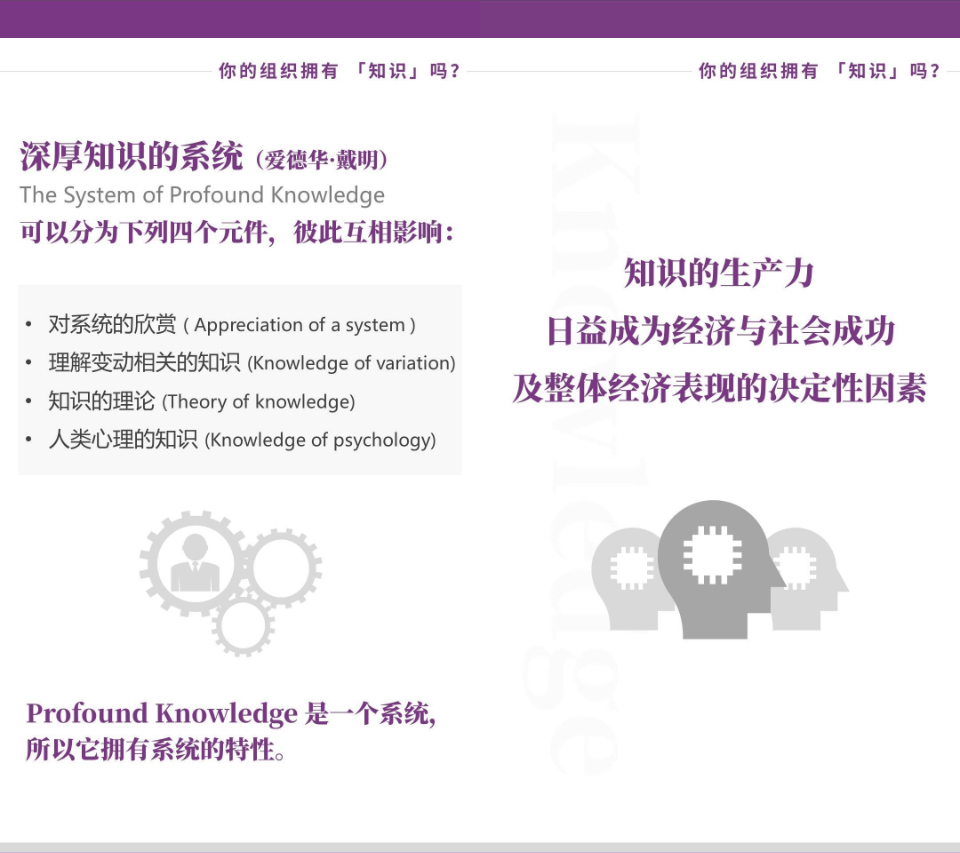 你的组织拥有 「知识」吗？
深厚知识的系统（爱德华·戴明）
The System of Profound Knowledge
可以分为下列四个元件，彼此互相影响：
• 对系统的欣赏 ( Appreciation of a system )
• 理解变动相关的知识 (Knowledge of variation)
• 知识的理论 (Theory of knowledge)
• 人类心理的知识 (Knowledge of psychology)
Profound Knowledge 是一个系统，
所以它拥有系统的特性。
你的组织拥有 「知识」吗？
Knowledge
知识的生产力
日益成为经济与社会成功
及整体经济表现的决定性因素